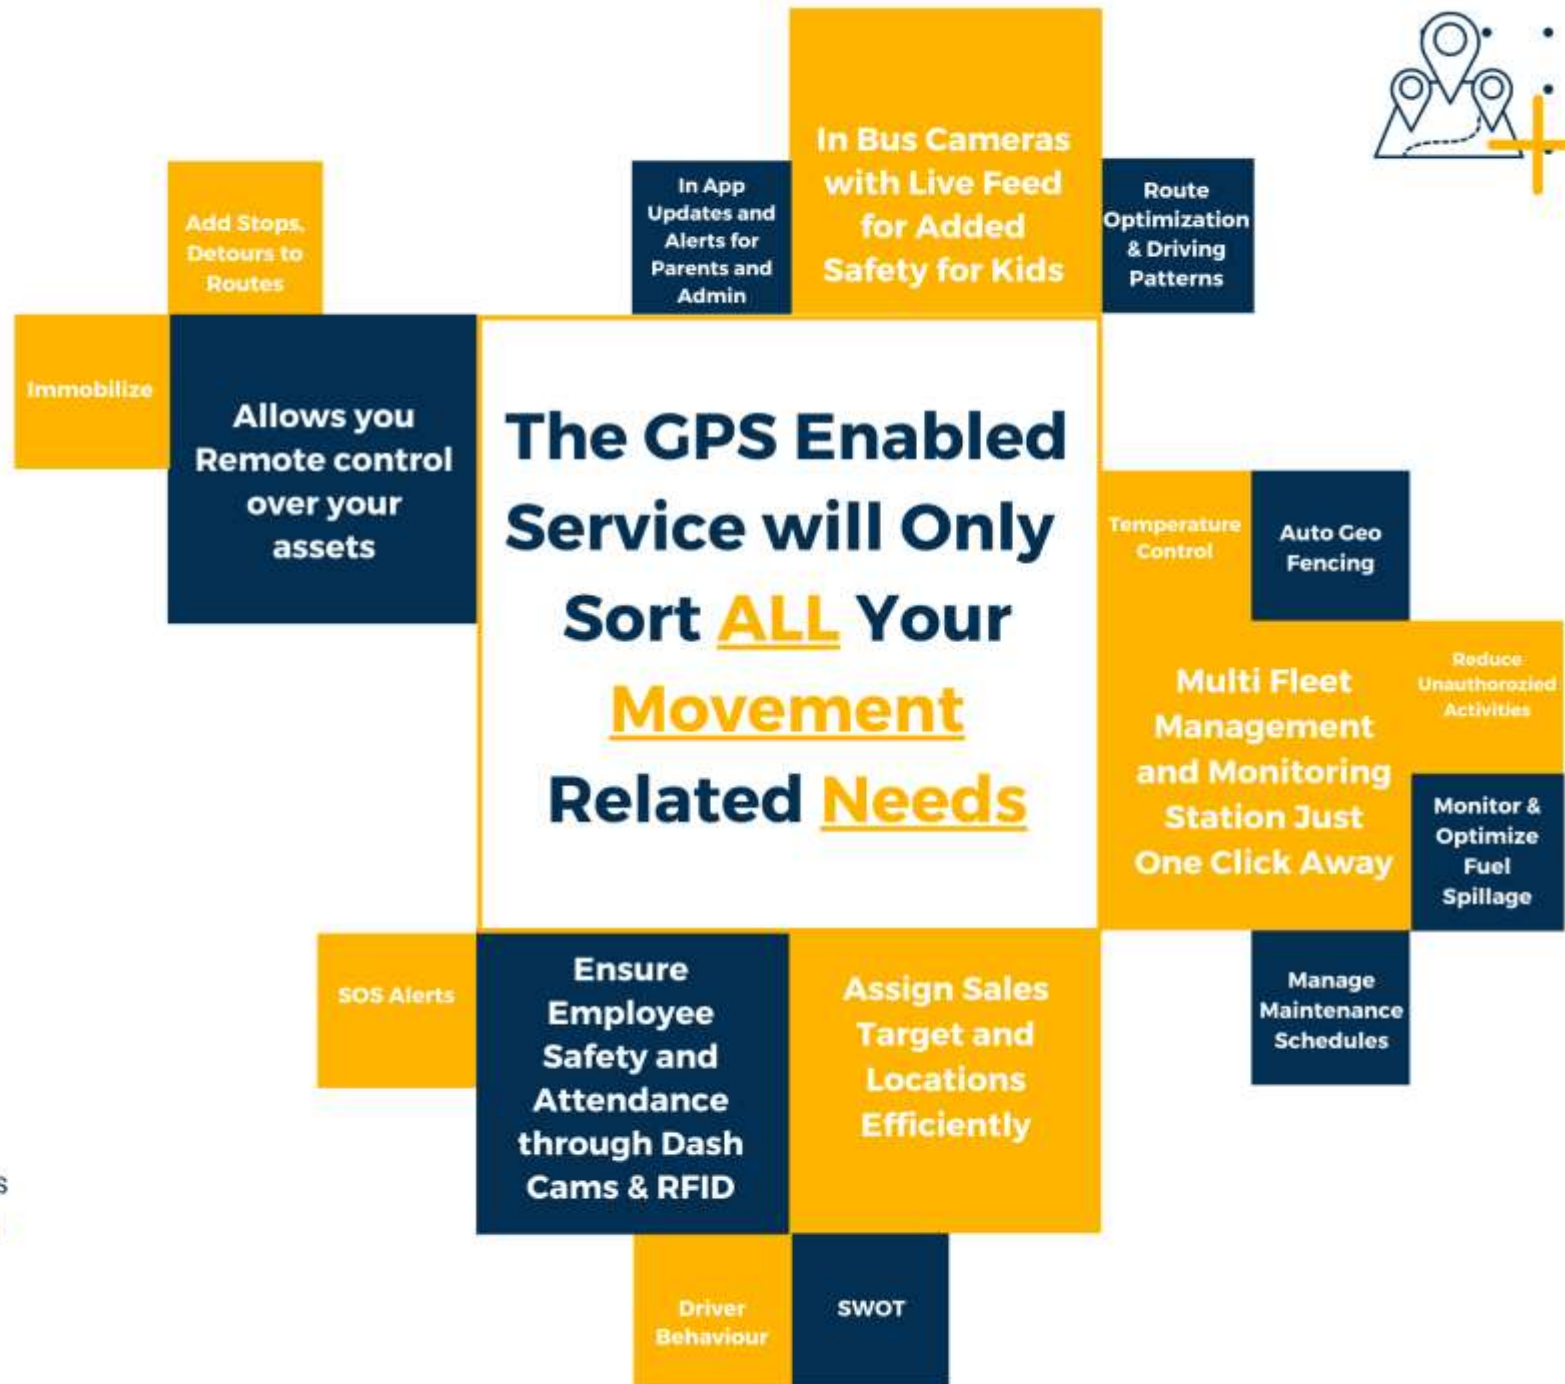 In Bus Cameras
with Live Feed
for Added
Safety for Kids
In App
Updates and
Alerts for
Parents and
Admin
Route
Optimization
& Driving
Patterns
Add Stops,
Detours to
Routes
Immobilize
Allows you
Remote control
over your
assets
The GPS Enabled
Service will Only
Sort ALL Your
Movement
Related Needs
Temperature
Control
Auto Geo
Fencing
Multi Fleet
Management
and Monitoring
Station Just
One Click Away
Reduce
Unauthorozied
Activities
Monitor &
Optimize
Fuel
Spillage
Manage
Maintenance
Schedules
SOS Alerts
Ensure
Employee
Safety and
Attendance
through Dash
Cams & RFID
Assign Sales
Target and
Locations
Efficiently
s
Driver
Behaviour
SWOT